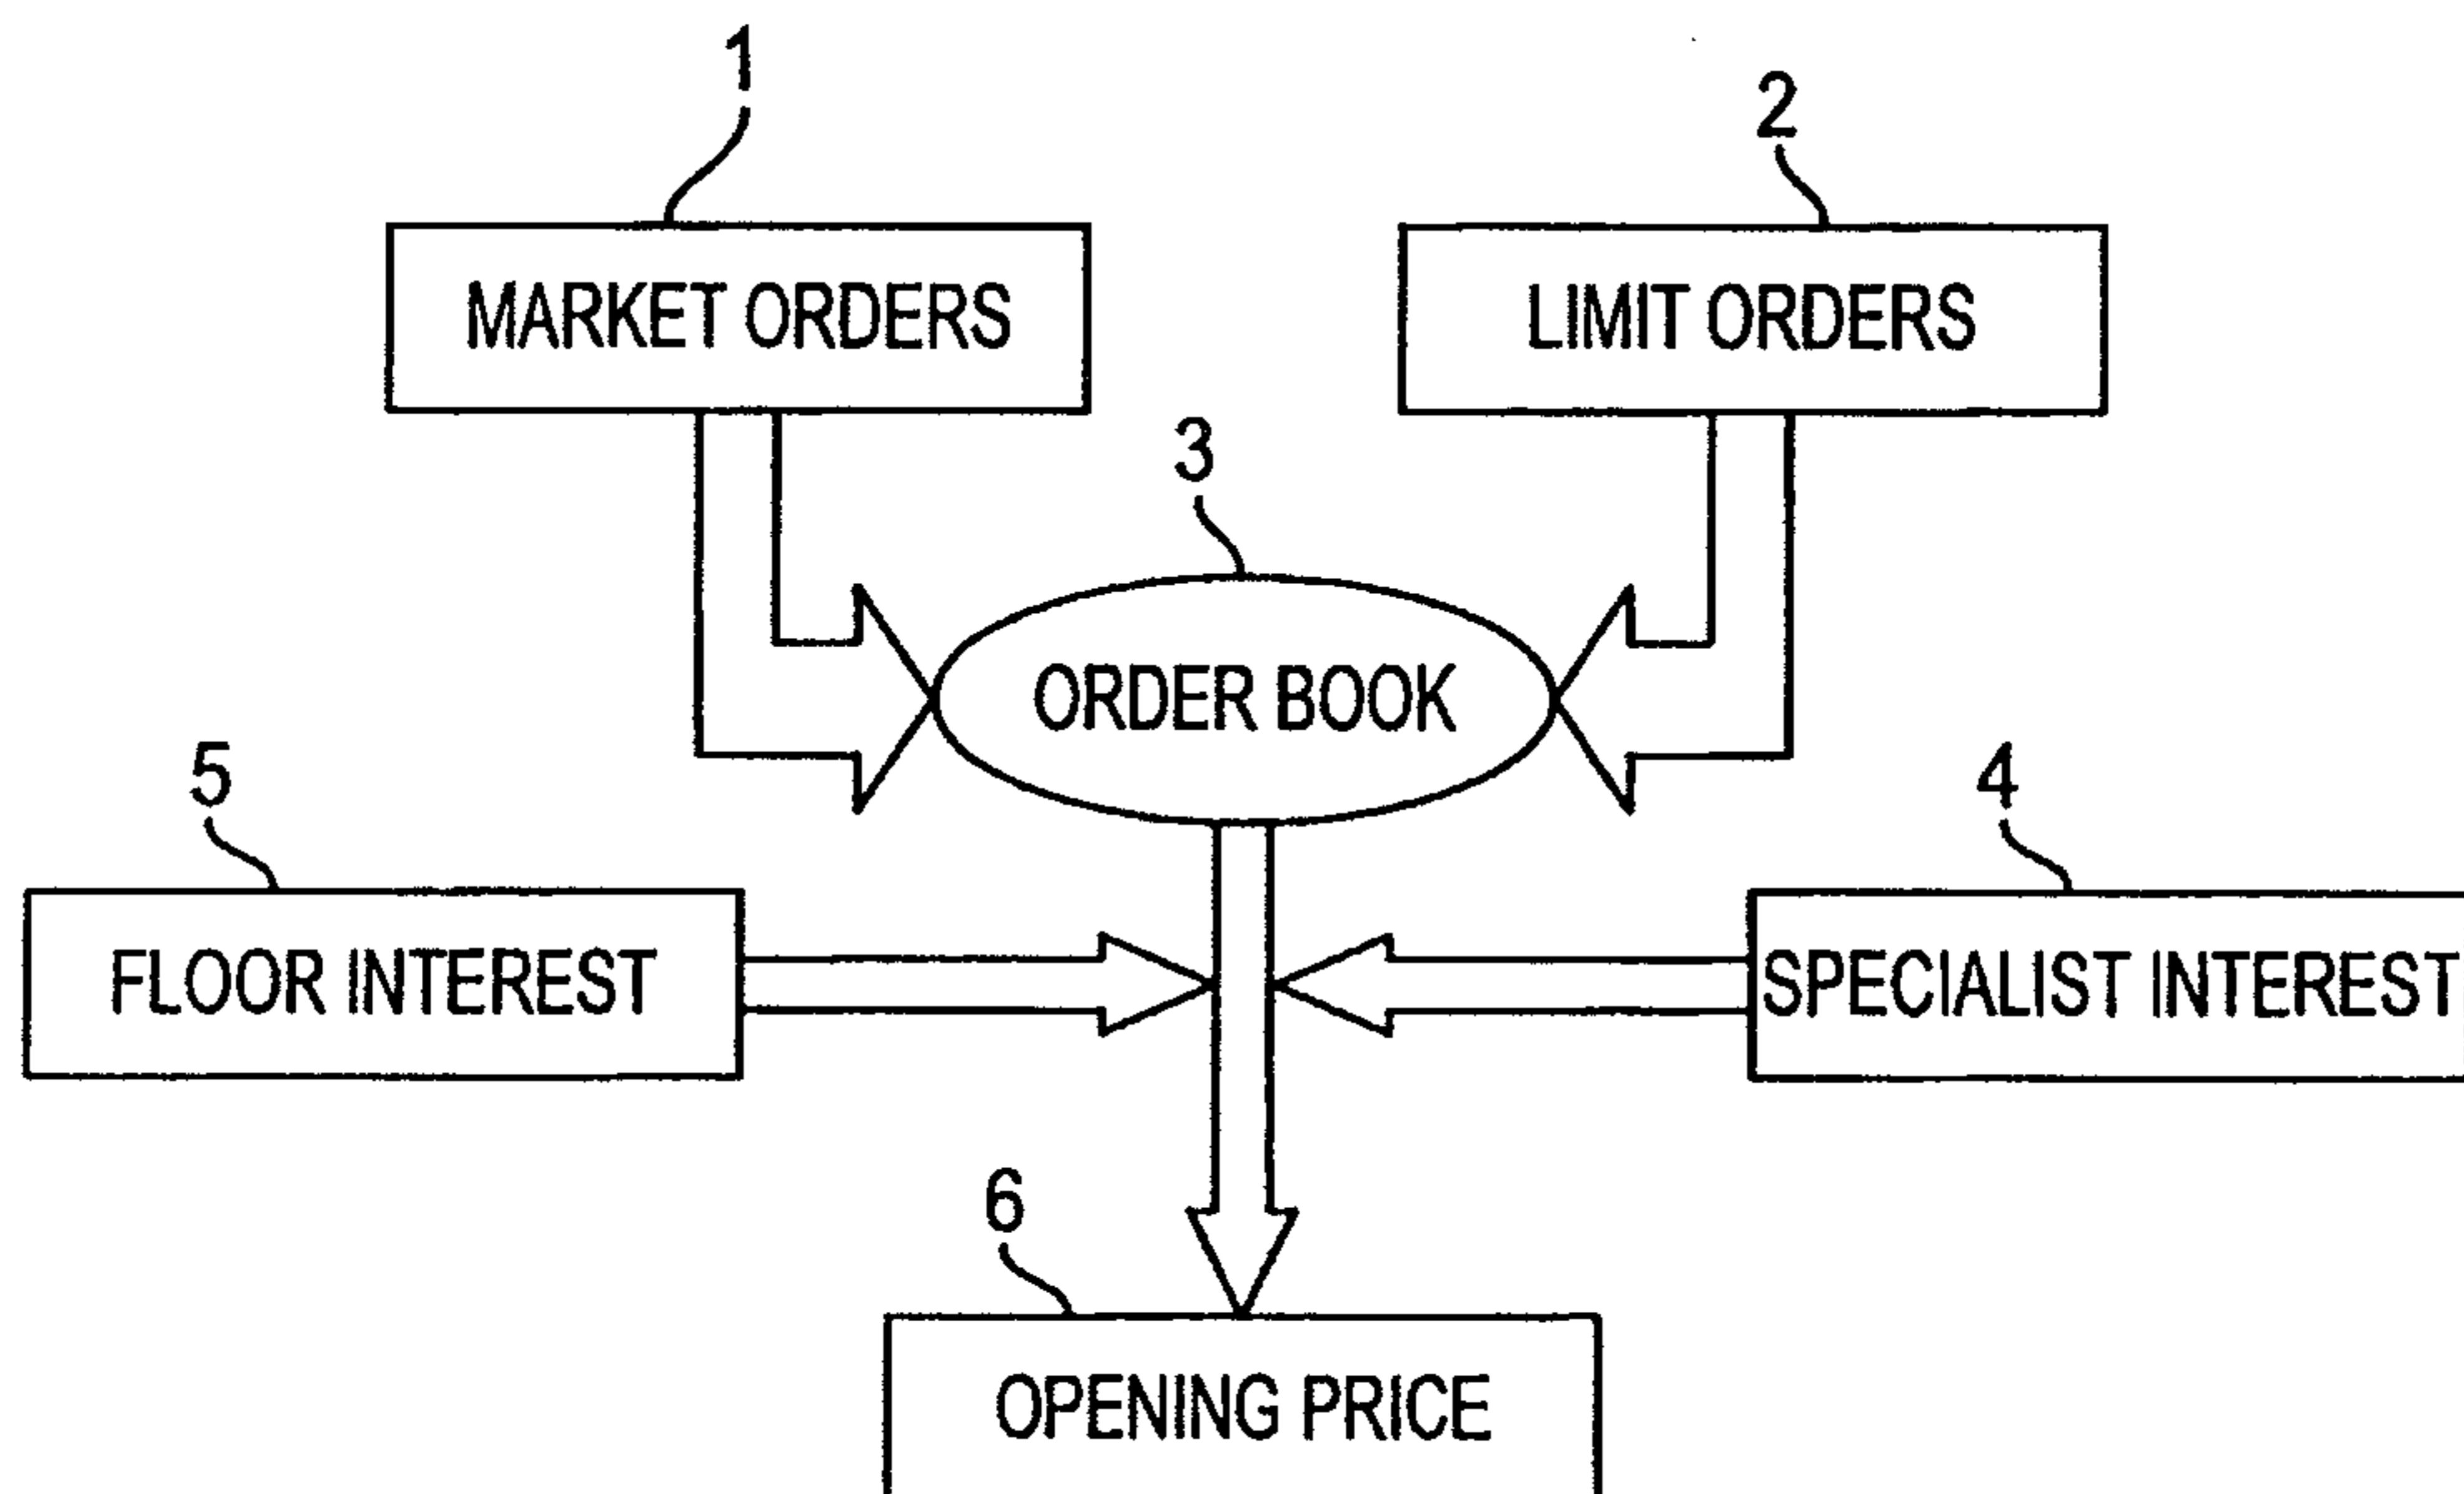 1
2
MARKET ORDERS
LIMIT ORDERS
3
ORDER BOOK
5
4
FLOOR INTEREST
SPECIALIST INTEREST
6
OPENING PRICE